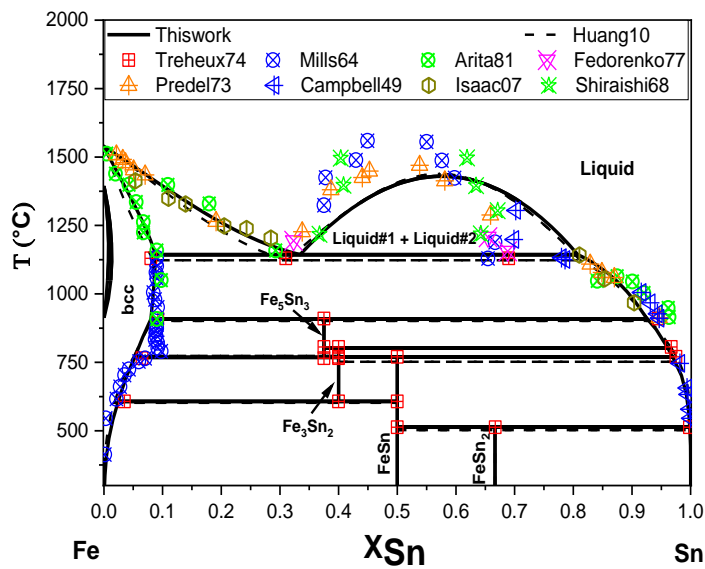 Thiswork Huang10
Treheux74 Mills64 Arita81 Fedorenko77
Predel73 Campbell49 Isaac07 Shiraishi68
2000
1750
1500
1250
1000
750
500
T (°C)
Liquid
Liquid#1 + Liquid#2
bcc
Fe5Sn3
Fe3Sn2
FeSn
FeSn2
0.0 0.1 0.2 0.3 0.4 0.5 0.6 0.7 0.8 0.9 1.0
Fe XSn Sn